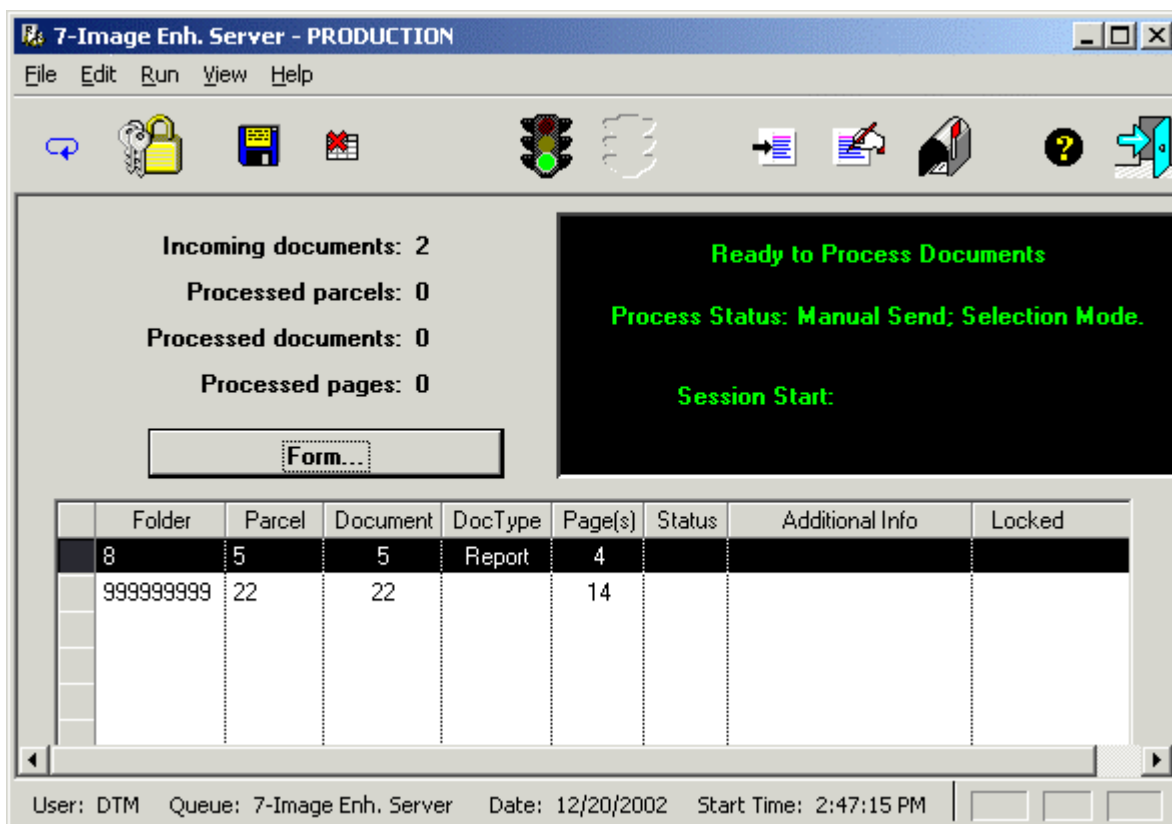 7-Image Enh. Server - PRODUCTION
File Edit Run View Help
?
Incoming documents: 2
Processed parcels: 0
Processed documents: 0
Processed pages: 0
Form...
Ready to Process Documents
Process Status: Manual Send; Selection Mode.
Session Start:
Folder Parcel Document DocType Page(s) Status Additional Info Locked
8 5 5 Report 4
999999999 22 22 14
User: DTM Queue: 7-Image Enh. Server Date: 12/20/2002 Start Time: 2:47:15 PM